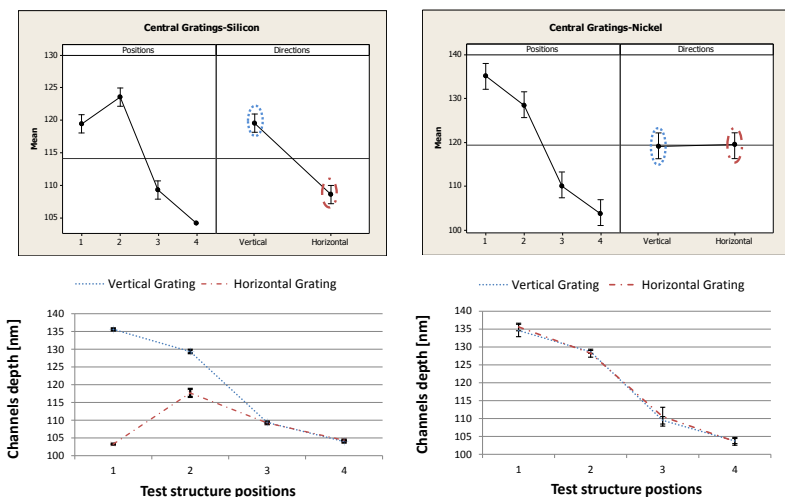 Central Gratings-Silicon
Positions Directions
Mean
130
125
120
115
110
105
1 2 3 4 Vertical Horizontal
Central Gratings-Nickel
Positions Directions
Mean
140
130
120
110
100
1 2 3 4 Vertical Horizontal
Vertical Grating Horizontal Grating
Channels depth [nm]
140
135
130
125
120
115
110
105
100
1 2 3 4
Test structure positions
Vertical Grating Horizontal Grating
Channels depth [nm]
140
135
130
125
120
115
110
105
100
1 2 3 4
Test structure postions